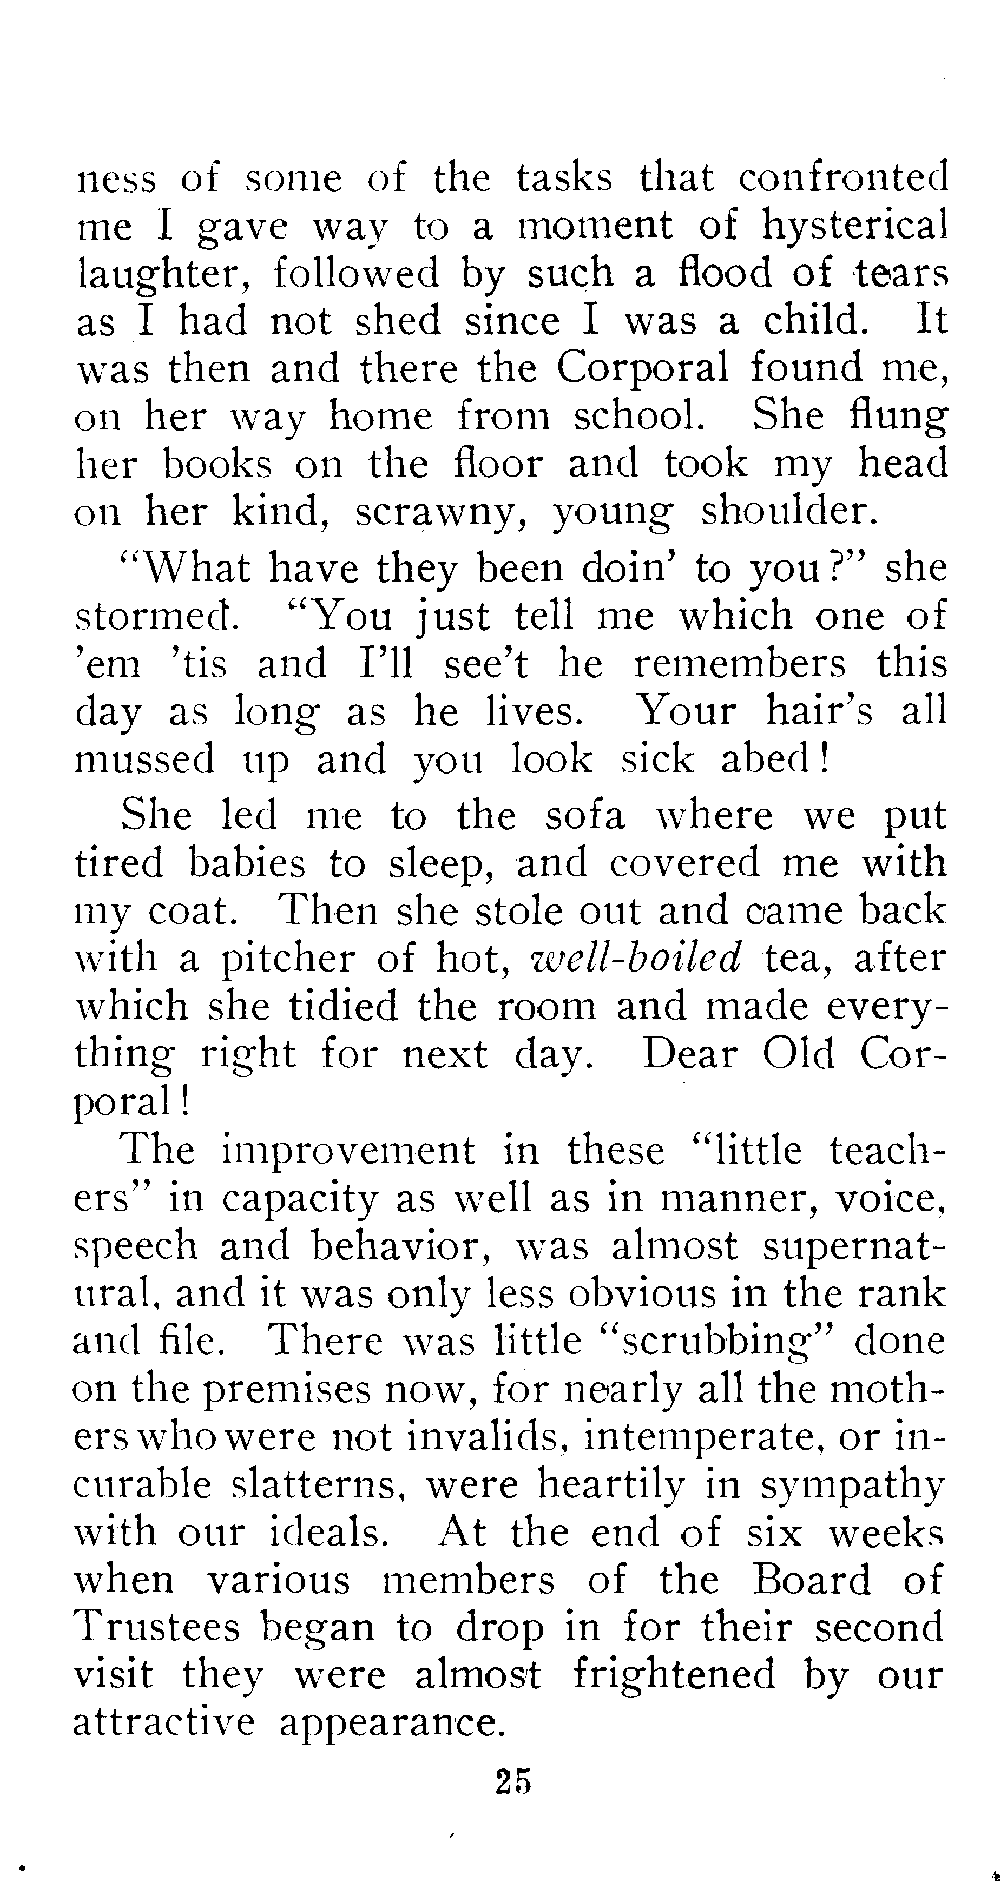 ness of some of the tasks that confronted
me I gave way to a moment of hysterical
laughter, followed by such a flood of tears
as I had not shed since I was a child. It
was then and there the Corporal found me,
on her way home from school. She flung
her books on the floor and took my head
on her kind, scrawny, young shoulder.
“What have they been doin’ to you?” she
stormed. “You just tell me which one of
’em ’tis and I’ll see’t he remembers this
day as long as he lives. Your hair’s all
mussed up and you look sick abed!
She led me to the sofa where we put
tired babies to sleep, and covered me with
my coat. Then she stole out and came back
with a pitcher of hot, well-boiled tea, after
which she tidied the room and made every-
thing right for next day. Dear Old Cor-
poral!
The improvement in these “little teach-
ers” in capacity as well as in manner, voice,
speech and behavior, was almost supernat-
ural, and it was only less obvious in the rank
and file. There was little “scrubbing” done
on the premises now, for nearly all the moth-
ers who were not invalids, intemperate, or in-
curable slatterns, were heartily in sympathy
with our ideals. At the end of six weeks
when various members of the Board of
Trustees began to drop in for their second
visit they were almost frightened by our
attractive appearance.
25